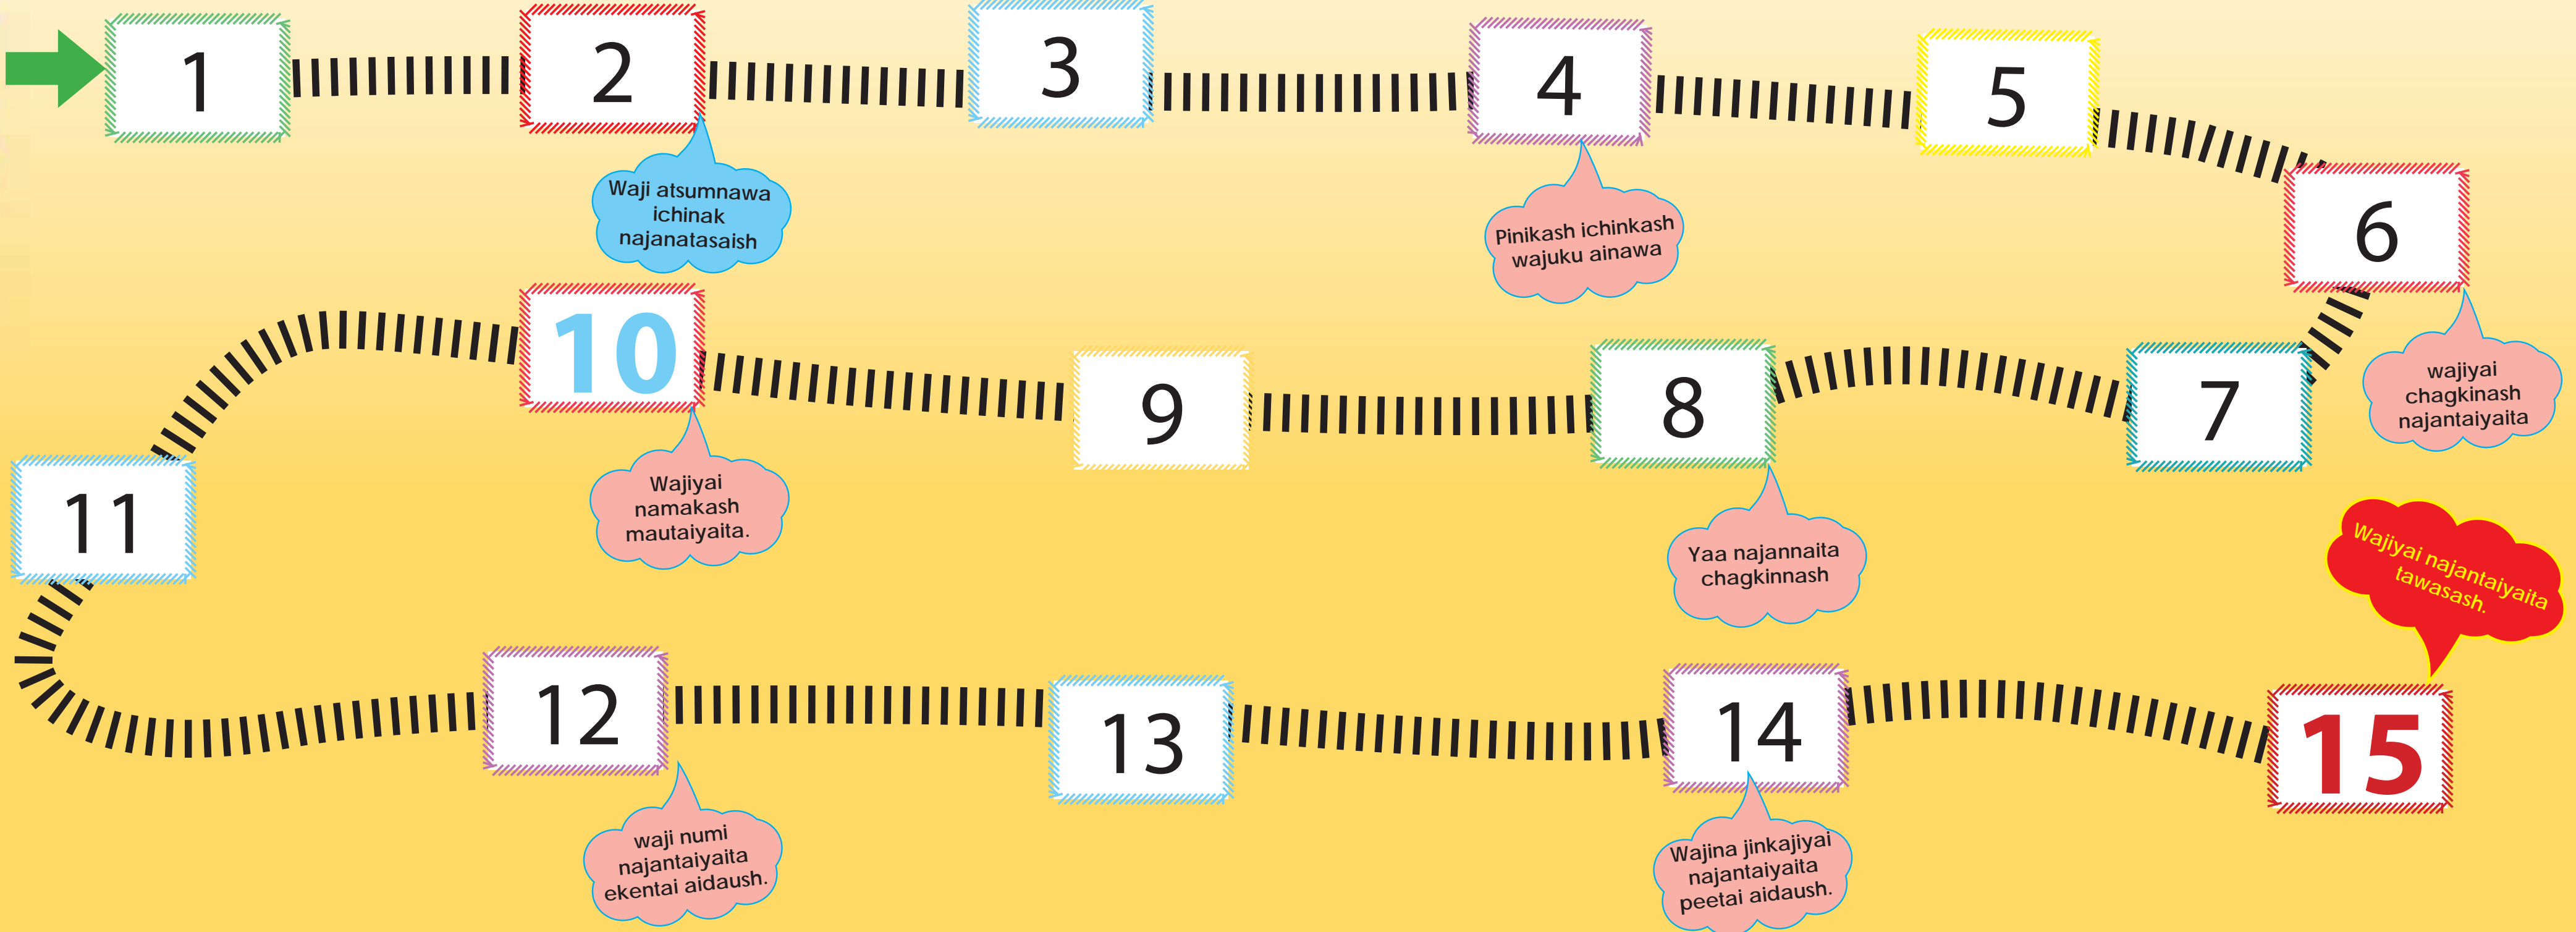 1
2
3
4
5
6
Waji atsumnawa
ichinak
najanatasaish
Pinikash ichinkash
wajuku ainawa
wajiyai
chagkinash
najantaiyaita
7
8
9
10
11
Wajiyai
namakash
mautaiyaita.
Yaa najannaita
chagkinnash
Wajiyai najantaiyaita
tawasash.
12
13
14
15
waji numi
najantaiyaita
ekentai aidaush.
Wajina jinkajiyai
najantaiyaita
peetai aidaush.